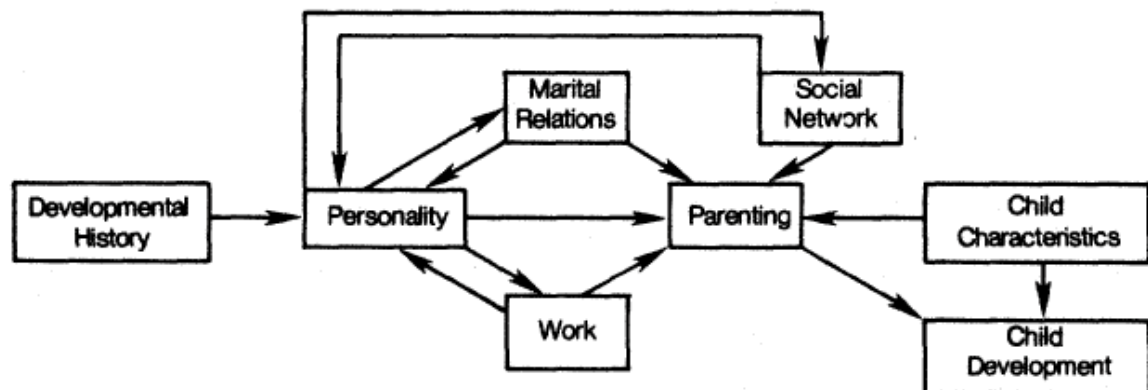 Marital
Relations
Social
Network
Developmental
History
Personality
Parenting
Child
Characteristics
Work
Child
Development